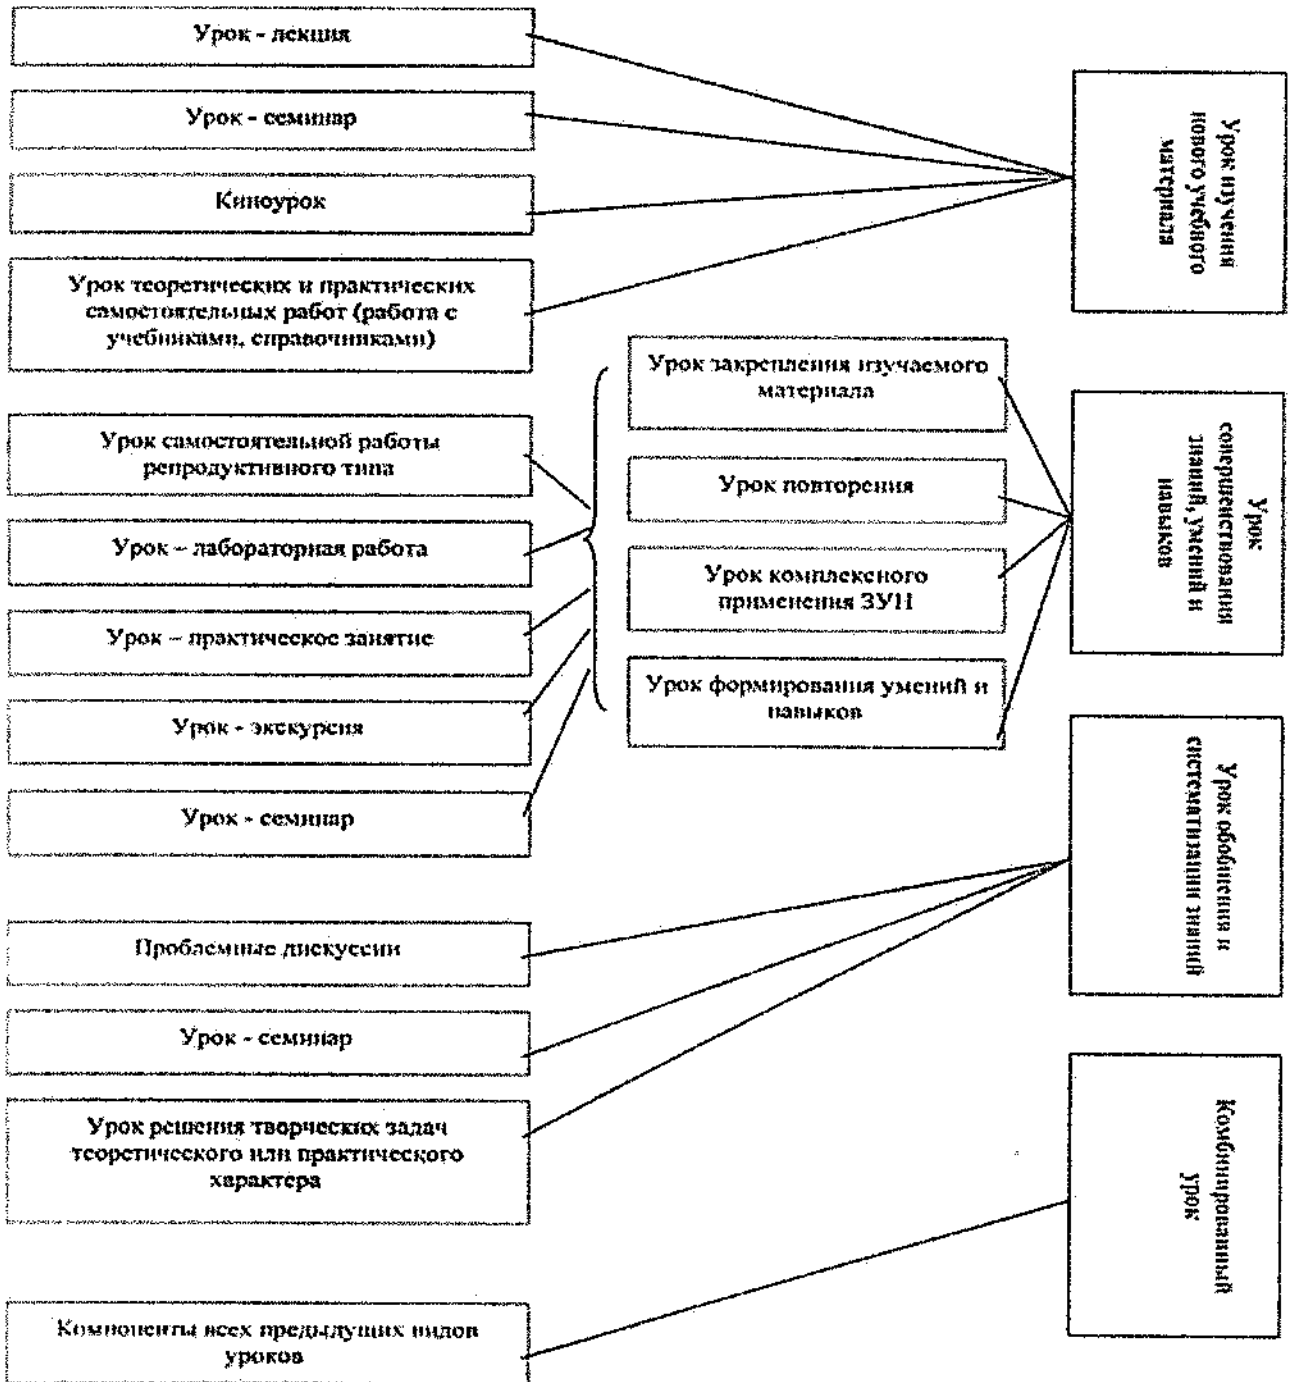 Урок - лекция
Урок - семинар
Киноурок
Урок теоретических и практических
самостоятельных работ (работа с
учебниками, справочниками)
Урок изучения
нового учебного
материала
Урок самостоятельной работы
репродуктивного типа
Урок – лабораторная работа
Урок – практическое занятие
Урок - экскурсия
Урок - семинар
Урок закрепления изучаемого
материала
Урок повторения
Урок комплексного
применения ЗУН
Урок формирования умений и
навыков
Урок
совершенствования
знаний, умений и
навыков
Проблемные дискуссии
Урок - семинар
Урок решения творческих задач
теоретического или практического
характера
Урок обобщения и
систематизации знаний
Компоненты всех предыдущих видов
уроков
Комбинированный
урок